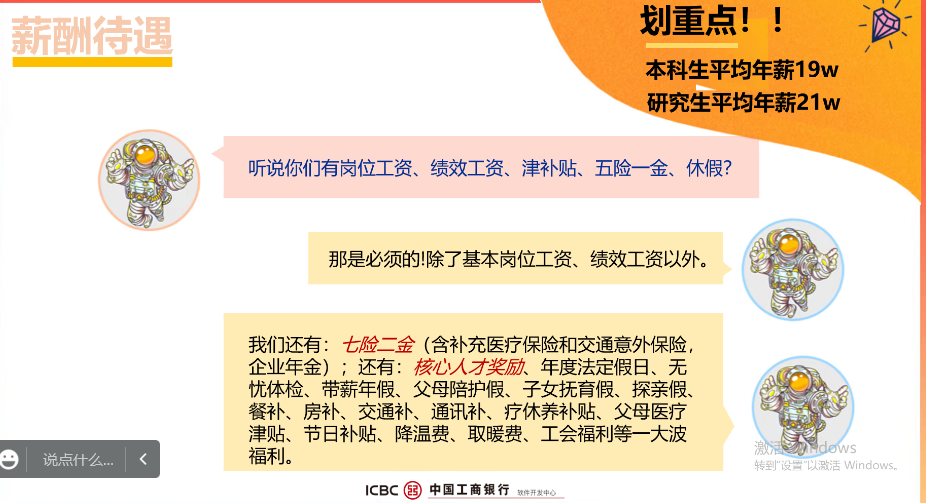 薪酬待遇
划重点！！
本科生平均年薪19w
研究生平均年薪21w
听说你们有岗位工资、绩效工资、津补贴、五险一金、休假？
那是必须的!除了基本岗位工资、绩效工资以外。
我们还有：七险二金（含补充医疗保险和交通意外保险，
企业年金）；还有：核心人才奖励、年度法定假日、无
忧体检、带薪年假、父母陪护假、子女抚育假、探亲假、
餐补、房补、交通补、通讯补、疗休养补贴、父母医疗
津贴、节日补贴、降温费、取暖费、工会福利等一大波
福利。
说点什么...
激活 Windows
转到"设置"以激活 Windows。
ICBC 中国工商银行 软件开发中心